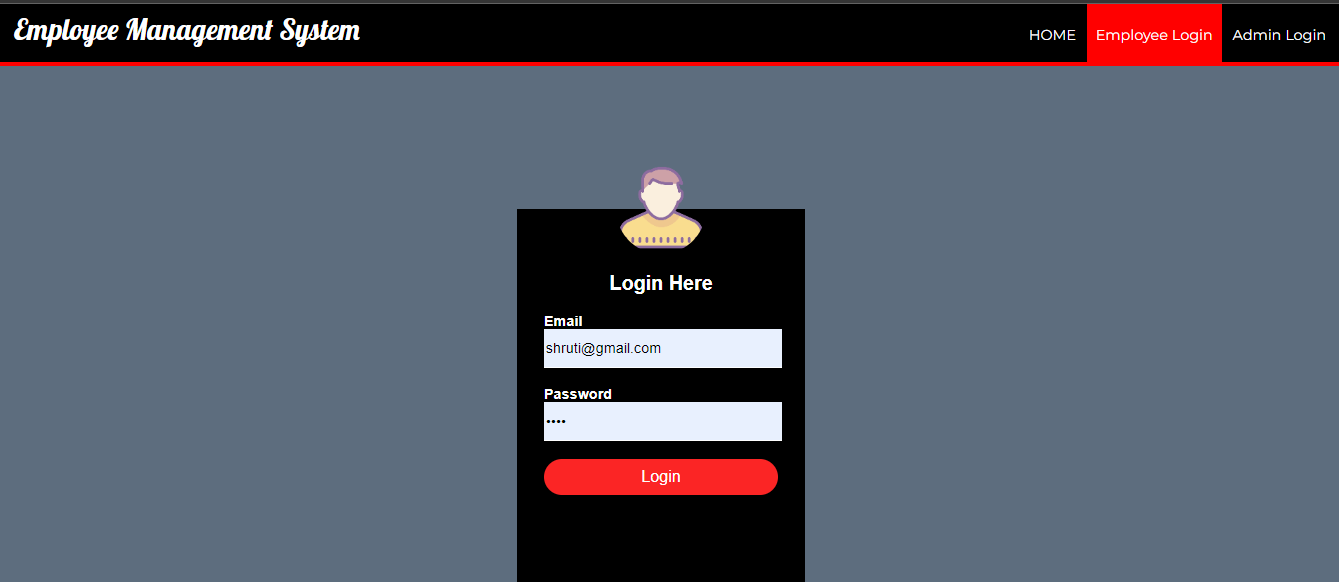 Employee Management System
HOME Employee Login Admin Login
Login Here
Email
shruti@gmail.com
Password
••••
Login